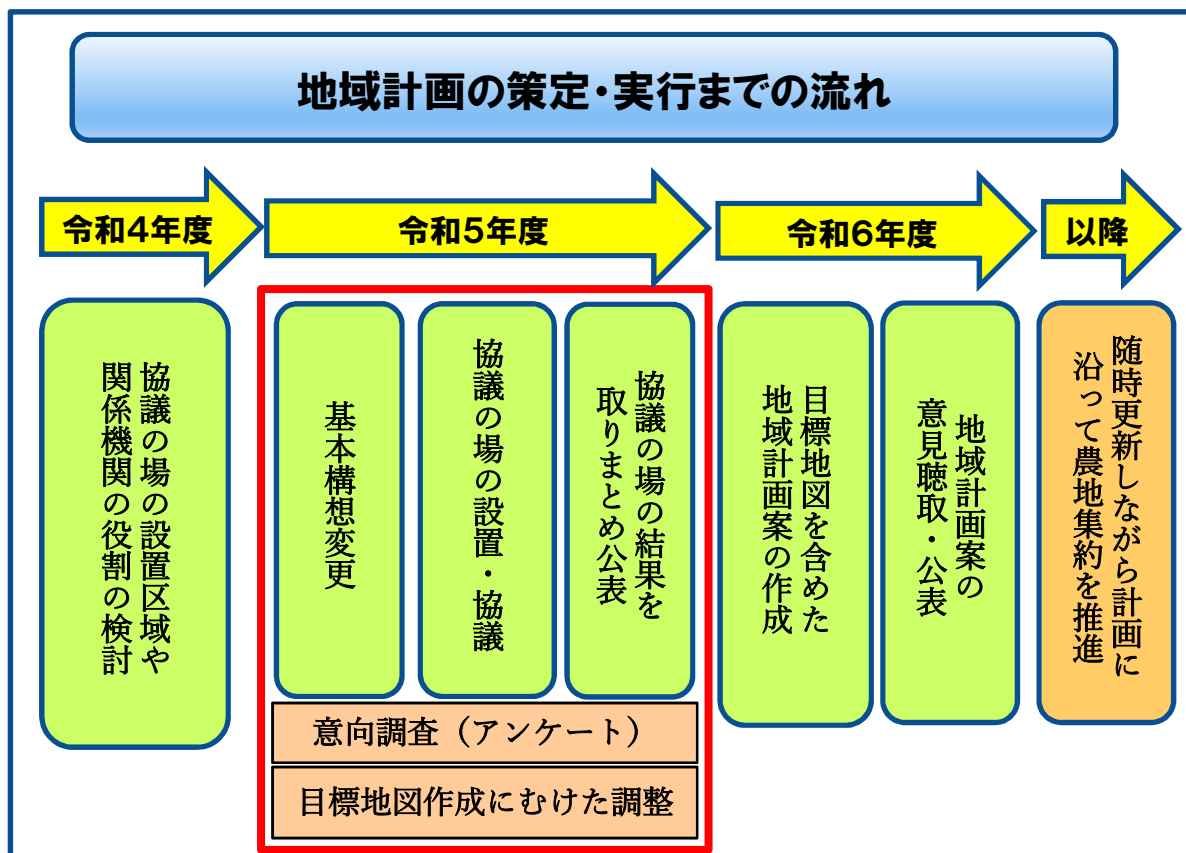 地域計画の策定・実行までの流れ
令和4年度
令和5年度
令和6年度
以降
協議の場の設置区域や
関係機関の役割の検討
基本構想変更
協議の場の設置・協議
協議の場の結果を
取りまとめ公表
目標地図を含めた
地域計画案の作成
地域計画案の
意見聴取・公表
随時更新しながら計画に
沿って農地集約を推進
意向調査（アンケート）
目標地図作成にむけた調整